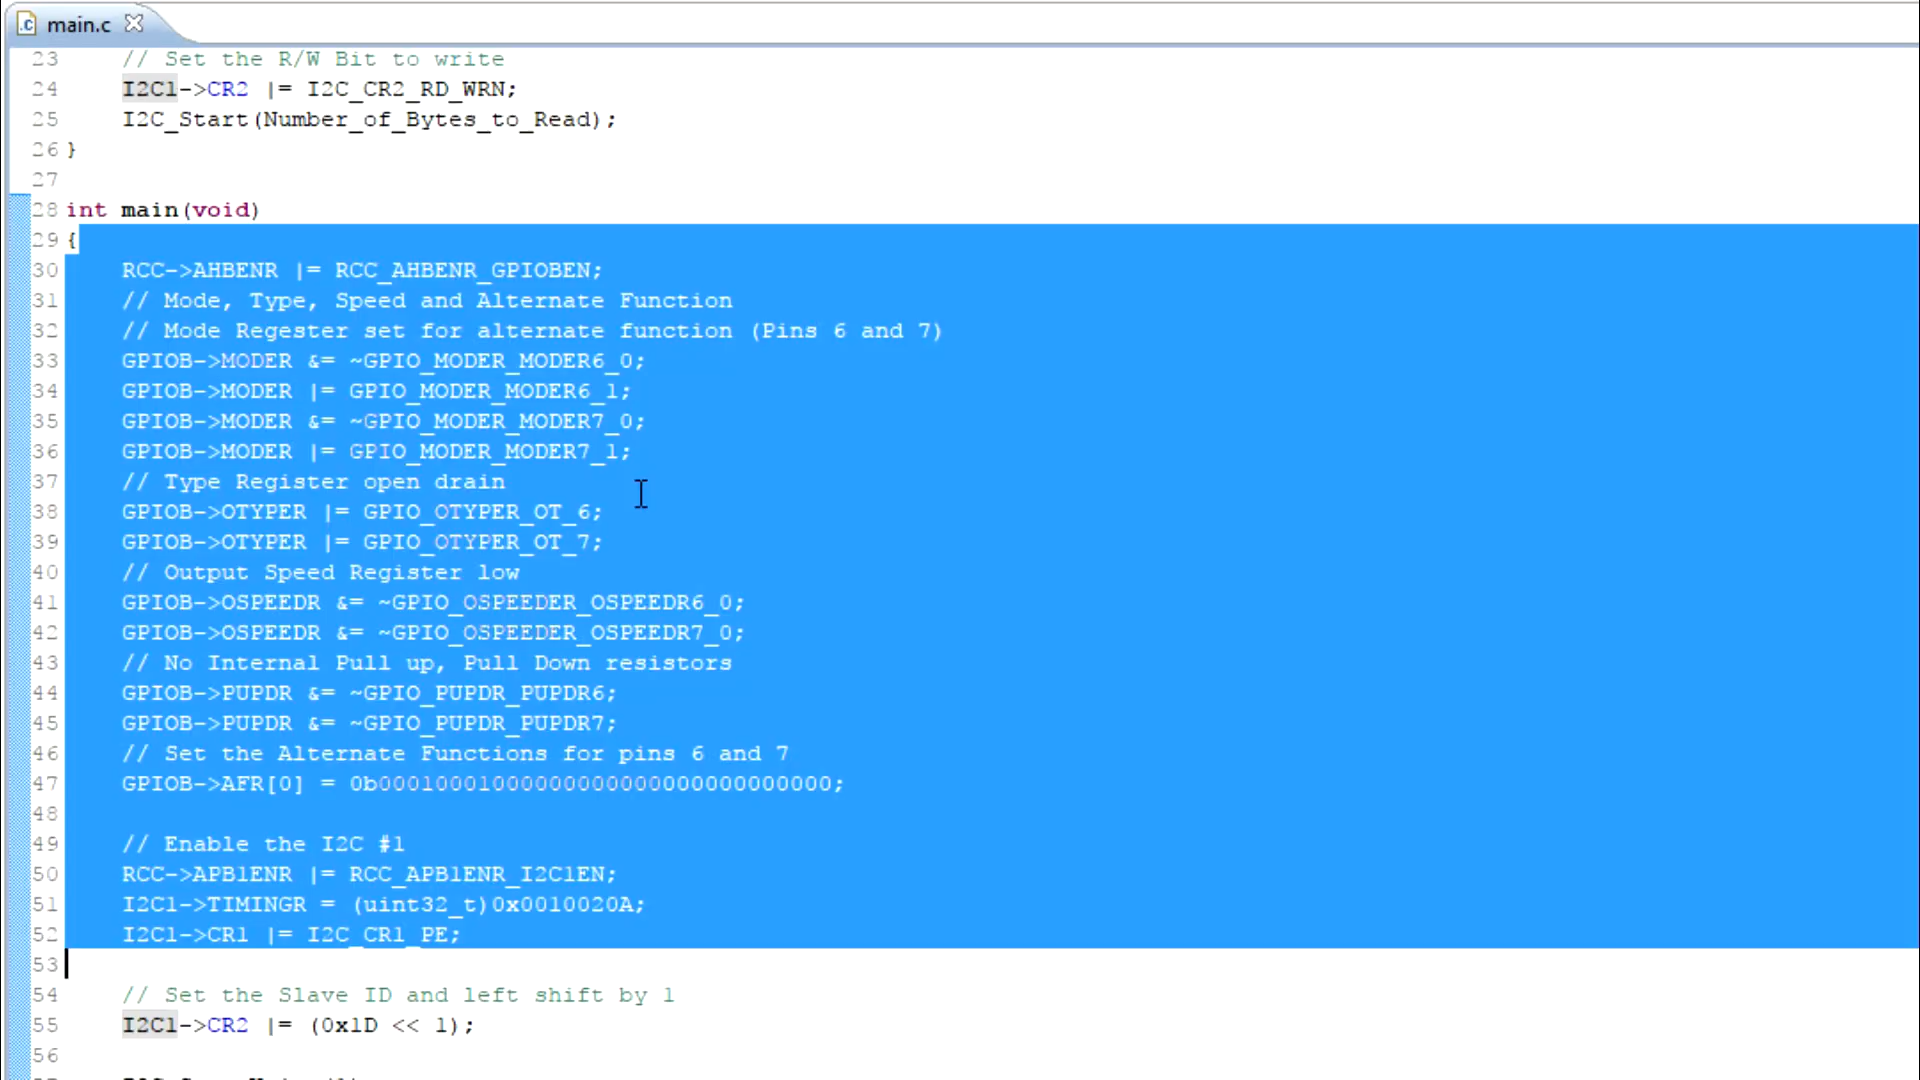 main.c
23 // Set the R/W Bit to write
24 I2C1->CR2 |= I2C_CR2_RD_WRN;
25 I2C_Start(Number_of_Bytes_to_Read);
26 }
27
28 int main(void)
29 {
30 RCC->AHBENR |= RCC_AHBENR_GPIOBEN;
31 // Mode, Type, Speed and Alternate Function
32 // Mode Regester set for alternate function (Pins 6 and 7)
33 GPIOB->MODER &= ~GPIO_MODER_MODER6_0;
34 GPIOB->MODER |= GPIO_MODER_MODER6_1;
35 GPIOB->MODER &= ~GPIO_MODER_MODER7_0;
36 GPIOB->MODER |= GPIO_MODER_MODER7_1;
37 // Type Register open drain
38 GPIOB->OTYPER |= GPIO_OTYPER_OT_6;
39 GPIOB->OTYPER |= GPIO_OTYPER_OT_7;
40 // Output Speed Register low
41 GPIOB->OSPEEDR &= ~GPIO_OSPEEDER_OSPEEDR6_0;
42 GPIOB->OSPEEDR &= ~GPIO_OSPEEDER_OSPEEDR7_0;
43 // No Internal Pull up, Pull Down resistors
44 GPIOB->PUPDR &= ~GPIO_PUPDR_PUPDR6;
45 GPIOB->PUPDR &= ~GPIO_PUPDR_PUPDR7;
46 // Set the Alternate Functions for pins 6 and 7
47 GPIOB->AFR[0] = 0b00010001000000000000000000000000;
48
49 // Enable the I2C #1
50 RCC->APB1ENR |= RCC_APB1ENR_I2C1EN;
51 I2C1->TIMINGR = (uint32_t)0x0010020A;
52 I2C1->CR1 |= I2C_CR1_PE;
53
54 // Set the Slave ID and left shift by 1
55 I2C1->CR2 |= (0x1D << 1);
56